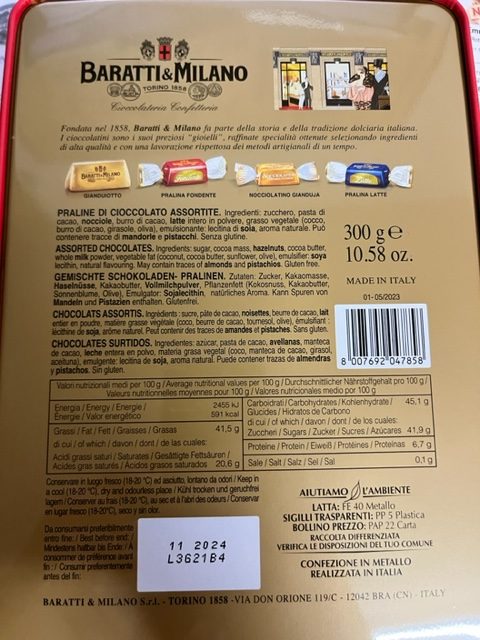 BARATTI & MILANO
TORINO 1858
Cioccolateria Confetteria
Fondata nel 1858, Baratti & Milano fa parte della storia e della tradizione dolciaria italiana.
I cioccolatini sono i suoi preziosi "gioielli", raffinate specialità ottenute selezionando ingredienti
di alta qualità e con una lavorazione rispettosa dei metodi artigianali di un tempo.
BARATTI & MILANO
GIANDUIOTTO
PRALINA FONDENTE
NOCCIOLATINO GIANDUJA
PRALINA LATTE
PRALINE DI CIOCCOLATO ASSORTITE. Ingredienti: zucchero, pasta di
cacao, nocciole, burro di cacao, latte intero in polvere, grasso vegetale (cocco,
burro di cacao, girasole, oliva), emulsionante: lecitina di soia, aroma naturale. Può
contenere tracce di mandorle e pistacchi. Senza glutine.
ASSORTED CHOCOLATES. Ingredients: sugar, cocoa mass, hazelnuts, cocoa butter,
whole milk powder, vegetable fat (coconut, cocoa butter, sunflower, olive), emulsifier: soya
lecithin, natural flavouring. May contain traces of almonds and pistachios. Gluten free.
GEMISCHTE SCHOKOLADEN- PRALINEN. Zutaten: Zucker, Kakaomasse,
Haselnüsse, Kakaobutter, Vollmilchpulver, Pflanzenfett (Kokosnuss, Kakaobutter,
Sonnenblume, Olive), Emulgator: Sojalecithin, natürliches Aroma. Kann Spuren von
Mandeln und Pistazien enthalten. Glutenfrei.
CHOCOLATS ASSORTIS. Ingrédients : sucre, pâte de cacao, noisettes, beurre de cacao, lait
entier en poudre, matière grasse végétale (coco, beurre de cacao, tournesol, olive), émulsifiant :
lécithine de soja, arôme naturel. Peut contenir des traces de amandes et pistaches. Sans gluten.
CHOCOLATES SURTIDOS. Ingredientes: azúcar, pasta de cacao, avellanas, manteca
de cacao, leche entera en polvo, materia grasa vegetal (coco, manteca de cacao, girasol,
aceituna), emulgente: lecitina de soja, aroma natural. Puede contener trazas de almendras
y pistachos. Sin gluten.
300 g e
10.58 oz.
MADE IN ITALY
01-05/2023
8 007692 047858
Valori nutrizionali medi per 100 g / Average nutritional values per 100 g / Durchschnittlicher Nährstoffgehalt pro 100 g /
Valeurs nutritionnelles moyennes pour 100 g / Valores nutricionales medio por 100 g
Energia / Energy / Energie /
Énergie / Valor energético
2455 kJ
591 kcal
Grassi / Fat / Fett / Graisses / Grasas
41,5 g
di cui / of which / davon / dont / de las cuales:
Acidi grassi saturi / Saturates / Gesättigte Fettsäuren /
Acides gras saturés / Ácidos grasos saturados 20,6 g
Carboidrati / Carbohydrates / Kohlenhydrate /
Glucides / Hidratos de Carbono
45,1 g
di cui / of which / davon / dont / de los cuales:
Zuccheri / Sugars / Zucker / Sucres / Azúcares 41,9 g
Proteine / Protein / Eiweiß / Protéines / Proteínas 6,7 g
Sale / Salt / Salz / Sel / Sal
0,1 g
Conservare in luogo fresco (18-20 °C) ed asciutto, lontano da odori / Keep in
a cool (18-20 °C), dry and odourless place / Kühl trocken und geruchfrei
lagern / Conserver au frais (18-20 °C), au sec et à l'abri des odeurs / Conservar
en lugar fresco (18-20°C), seco y sin olor.
Da consumarsi preferibilmente
entro fine: / Best before end: /
Mindestens haltbar bis Ende: / À
consommer de préférence avant
fin : / Consumir preferentemente
antes del fin:
11 2024
L3621B4
AIUTIAMO L'AMBIENTE
LATTA: FE 40 Metallo
SIGILLI TRASPARENTI: PP 5 Plastica
BOLLINO PREZZO: PAP 22 Carta
RACCOLTA DIFFERENZIATA
VERIFICA LE DISPOSIZIONI DEL TUO COMUNE
CONFEZIONE IN METALLO
REALIZZATA IN ITALIA
BARATTI & MILANO S.r.l. - TORINO 1858 -VIA DON ORIONE 119/C - 12042 BRA (CN) - ITALY